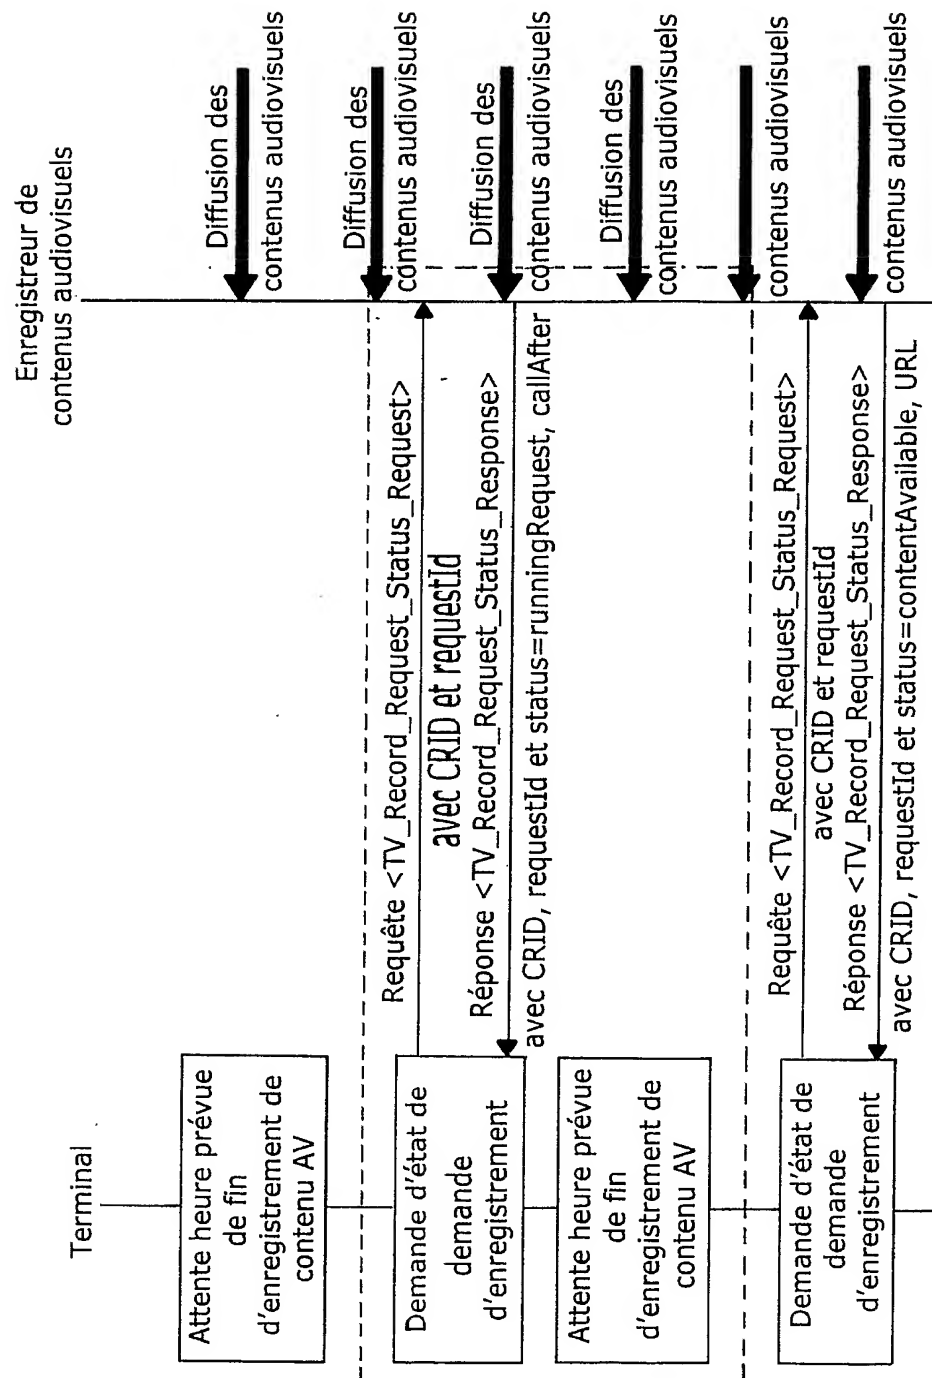 Terminal
Enregistreur de
contenus audiovisuels
Attente heure prévue
de fin
d'enregistrement de
contenu AV
Diffusion des
contenus audiovisuels
Diffusion des
contenus audiovisuels
Demande d'état de
demande
d'enregistrement
Requête <TV_Record_Request_Status_Request>
avec CRID et requestId
Réponse <TV_Record_Request_Status_Response>
avec CRID, requestId et status=runningRequest, callAfter
Diffusion des
contenus audiovisuels
Attente heure prévue
de fin
d'enregistrement de
contenu AV
Diffusion des
contenus audiovisuels
contenus audiovisuels
Demande d'état de
demande
d'enregistrement
Requête <TV_Record_Request_Status_Request>
avec CRID et requestId
Réponse <TV_Record_Request_Status_Response>
avec CRID, requestId et status=contentAvailable, URL
contenus audiovisuels